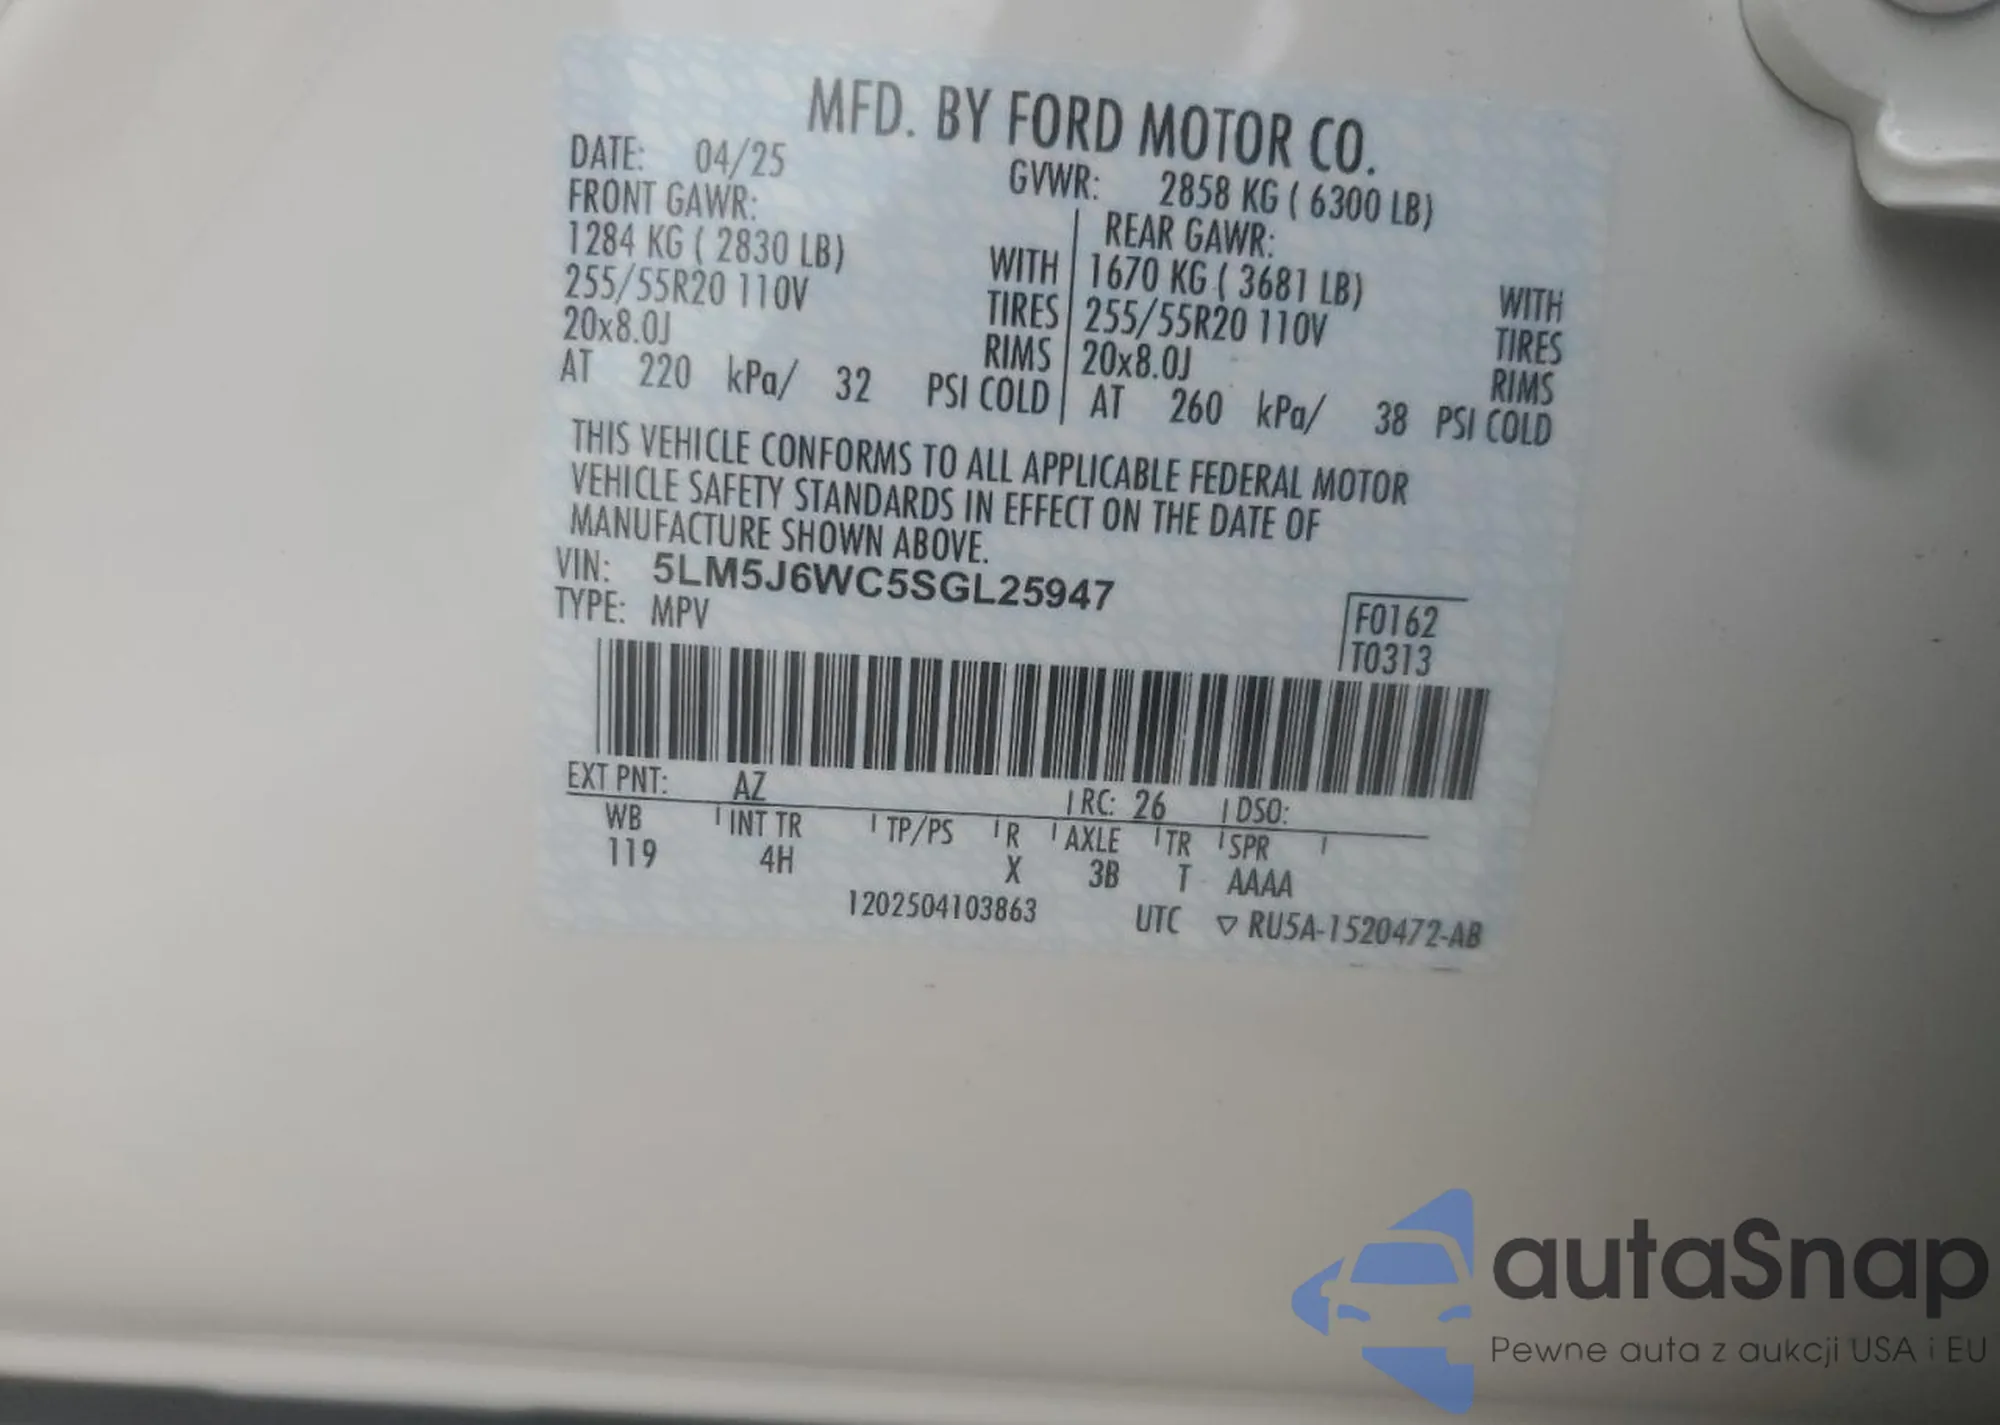 MFD. BY FORD MOTOR CO.
DATE: 04/25 GVWR: 2858 KG ( 6300 LB)
FRONT GAWR: REAR GAWR:
1284 KG ( 2830 LB) WITH 1670 KG ( 3681 LB) WITH
255/55R20 110V TIRES 255/55R20 110V TIRES
20x8.0J RIMS 20x8.0J RIMS
AT 220 kPa/ 32 PSI COLD AT 260 kPa/ 38 PSI COLD
THIS VEHICLE CONFORMS TO ALL APPLICABLE FEDERAL MOTOR
VEHICLE SAFETY STANDARDS IN EFFECT ON THE DATE OF
MANUFACTURE SHOWN ABOVE.
VIN: 5LM5J6WC5SGL25947
TYPE: MPV F0162
T0313
EXT PNT: AZ RC: 26 DSO:
WB INT TR TP/PS R AXLE TR SPR
119 4H X 3B T AAAA
1202504103863 UTC ▽ RU5A-1520472-AB
autaSnap
Pewne auta z aukcji USA i EU